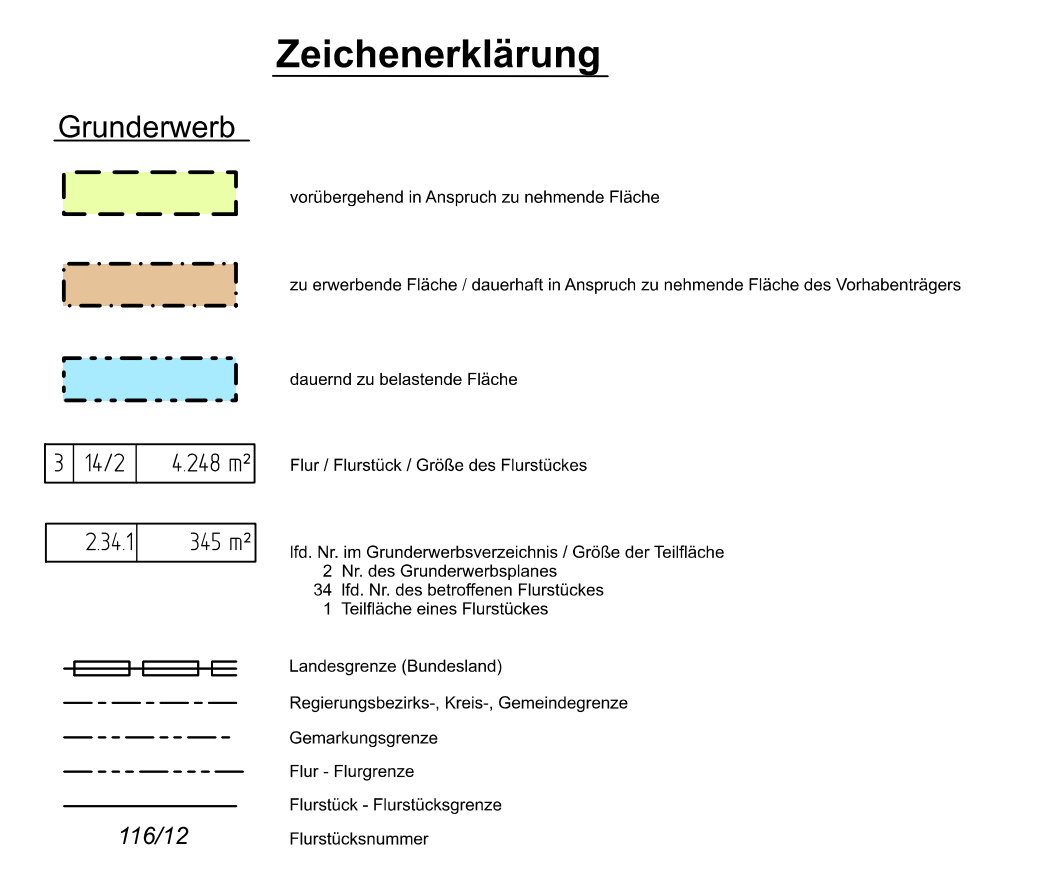 Zeichenerklärung
Grunderwerb
vorübergehend in Anspruch zu nehmende Fläche
zu erwerbende Fläche / dauerhaft in Anspruch zu nehmende Fläche des Vorhabenträgers
dauernd zu belastende Fläche
3 14/2 4.248 m² Flur / Flurstück / Größe des Flurstückes
2.34.1 345 m² lfd. Nr. im Grunderwerbsverzeichnis / Größe der Teilfläche
2 Nr. des Grunderwerbsplanes
34 lfd. Nr. des betroffenen Flurstückes
1 Teilfläche eines Flurstückes
Landesgrenze (Bundesland)
Regierungsbezirks-, Kreis-, Gemeindegrenze
Gemarkungsgrenze
Flur - Flurgrenze
Flurstück - Flurstücksgrenze
116/12 Flurstücksnummer